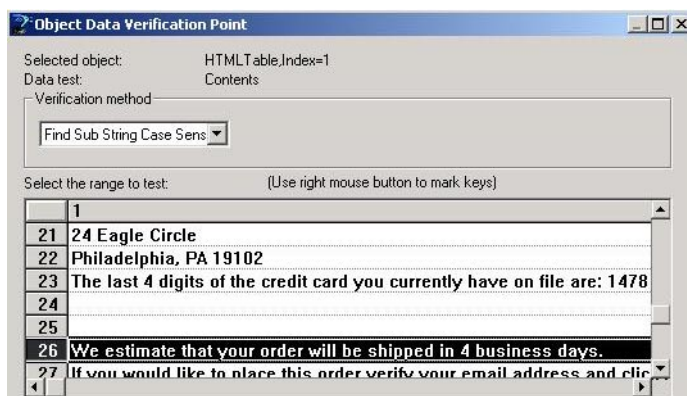 Object Data Verification Point
Selected object: HTMLTable,Index=1
Data test: Contents
Verification method
Find Sub String Case Sens
Select the range to test: (Use right mouse button to mark keys)
1
21 24 Eagle Circle
22 Philadelphia, PA 19102
23 The last 4 digits of the credit card you currently have on file are: 1478
24
25
26 We estimate that your order will be shipped in 4 business days.
27 If you would like to place this order verify your email address and clic